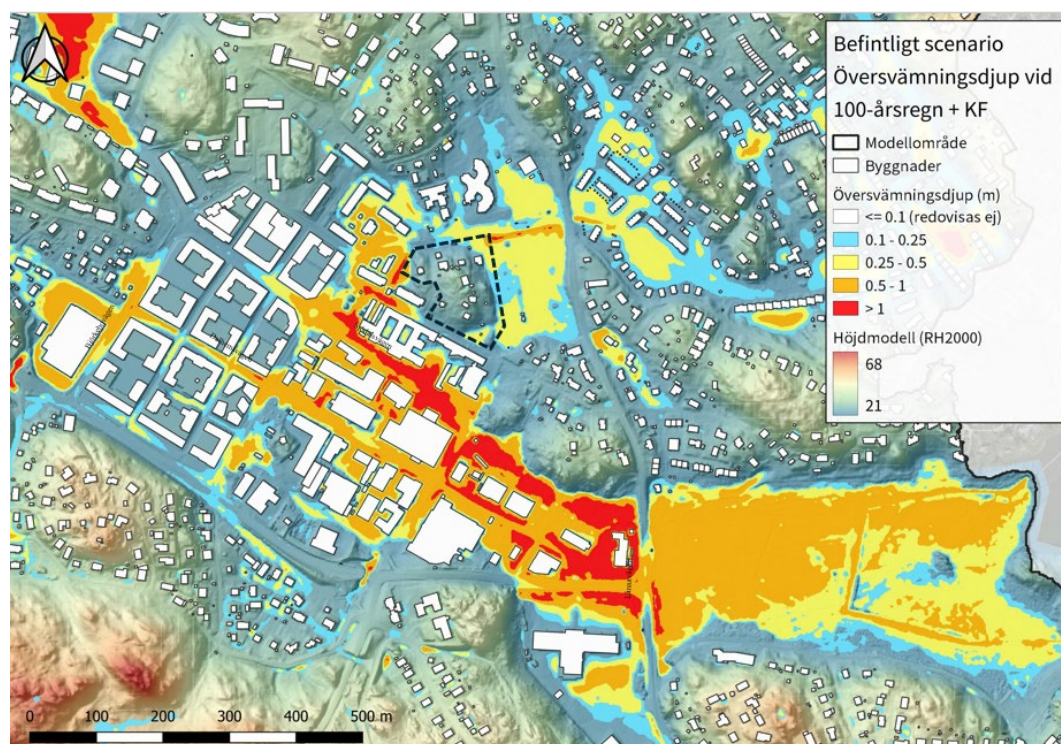 Befintligt scenario
Översvämningsdjup vid
100-årsregn + KF
Modellområde
Byggnader
Översvämningsdjup (m)
<= 0.1 (redovisas ej)
0.1 - 0.25
0.25 - 0.5
0.5 - 1
> 1
Höjdmodell (RH2000)
68
21
0 100 200 300 400 500 m